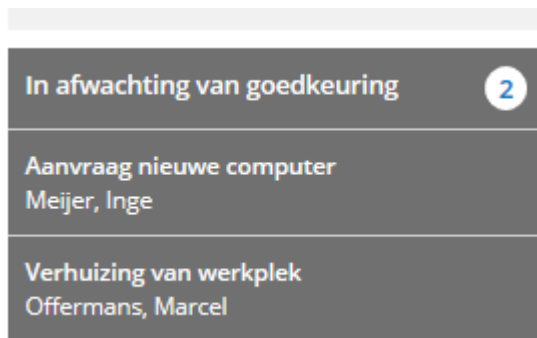 In afwachting van goedkeuring 2
Aanvraag nieuwe computer
Meijer, Inge
Verhuizing van werkplek
Offermans, Marcel